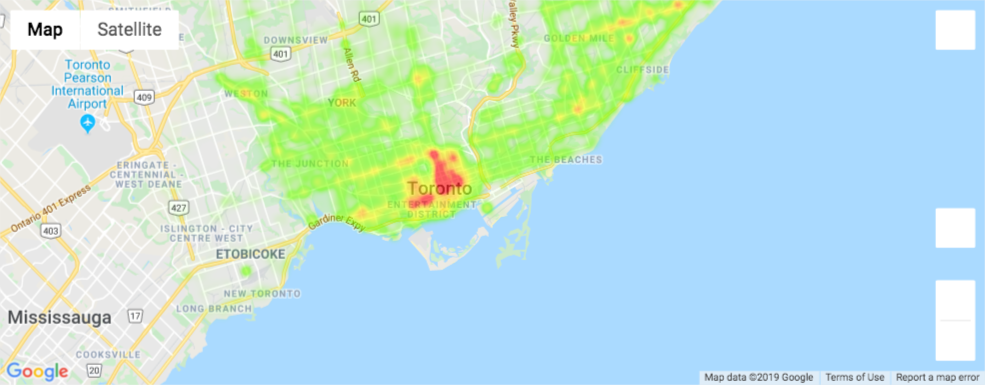 SMITHFIELD
401
Map
Satellite
DOWNSVIEW
GOLDEN MILE
401
Allen Rd
Valley Pkwy
Toronto
Pearson
International
Airport
CLIFFSIDE
409
WESTON
YORK
THE JUNCTION
THE BEACHES
ERINGATE -
CENTENNIAL -
WEST DEANE
Toronto
Ontario 401 Express
427
ENTERTAINMENT
DISTRICT
403
ISLINGTON - CITY
CENTRE WEST
Gardiner Expy
ETOBICOKE
NEW TORONTO
LONG BRANCH
Mississauga
17
COOKSVILLE
Google
20
Map data ©2019 Google
Terms of Use
Report a map error